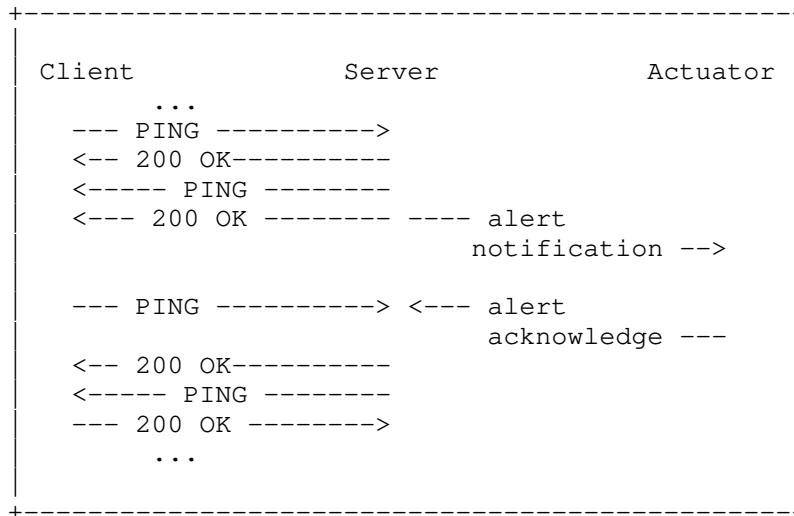 +-------------------------------------------------
|
| Client             Server             Actuator
|        ...
|   --- PING ---------->
|   <-- 200 OK----------
|   <----- PING --------
|   <--- 200 OK -------- ---- alert
|                            notification -->
|
|   --- PING ----------> <--- alert
|                             acknowledge ---
|   <-- 200 OK----------
|   <----- PING --------
|   --- 200 OK -------->
|        ...
|
+-------------------------------------------------